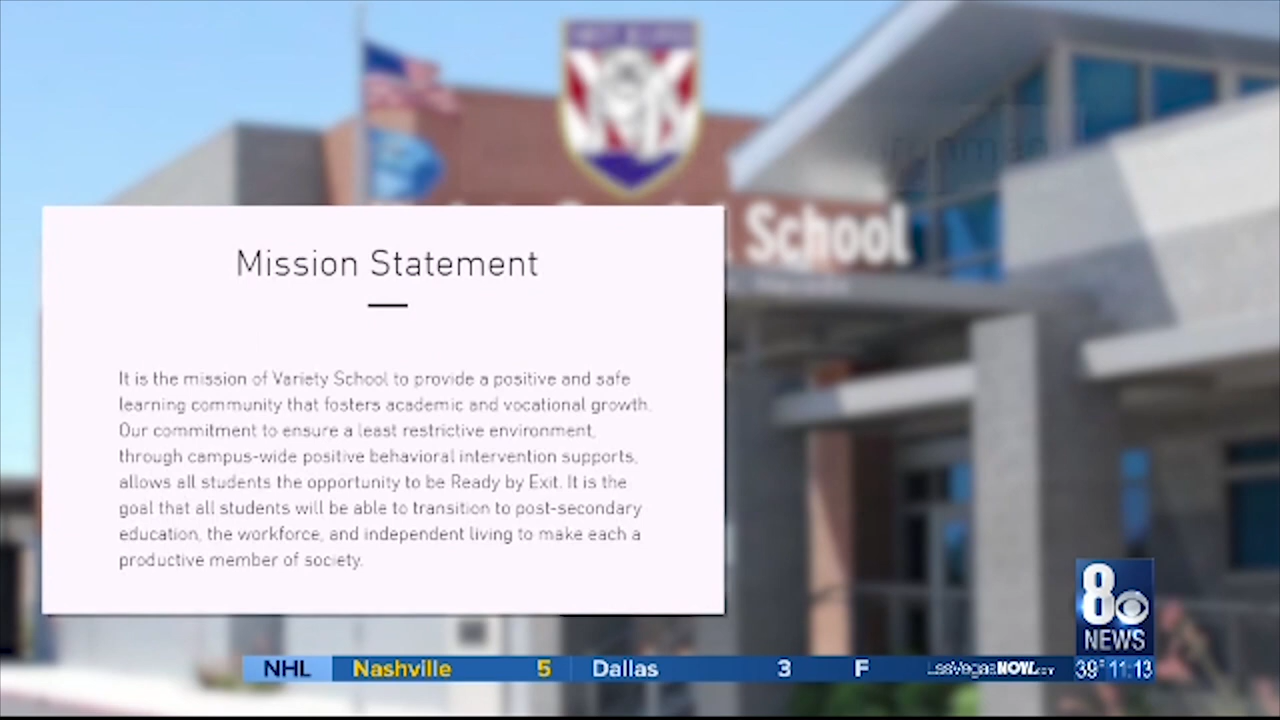 School
Mission Statement
It is the mission of Variety School to provide a positive and safe
learning community that fosters academic and vocational growth.
Our commitment to ensure a least restrictive environment,
through campus-wide positive behavioral intervention supports,
allows all students the opportunity to be Ready by Exit. It is the
goal that all students will be able to transition to post-secondary
education, the workforce, and independent living to make each a
productive member of society.
8
NEWS
NHL Nashville 5 Dallas 3 F LasVegasNOW.com 39° 11:13